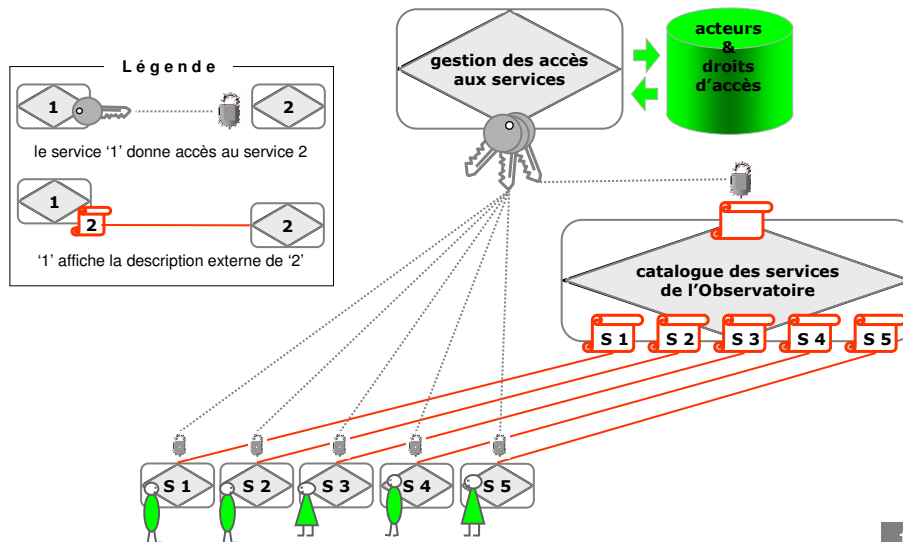 Légende
1
2
le service ‘1’ donne accès au service 2
1
2
2
‘1’ affiche la description externe de ‘2’
gestion des accès
aux services
acteurs
&
droits
d’accès
catalogue des services
de l’Observatoire
S 1 S 2 S 3 S 4 S 5
S 1 S 2 S 3 S 4 S 5